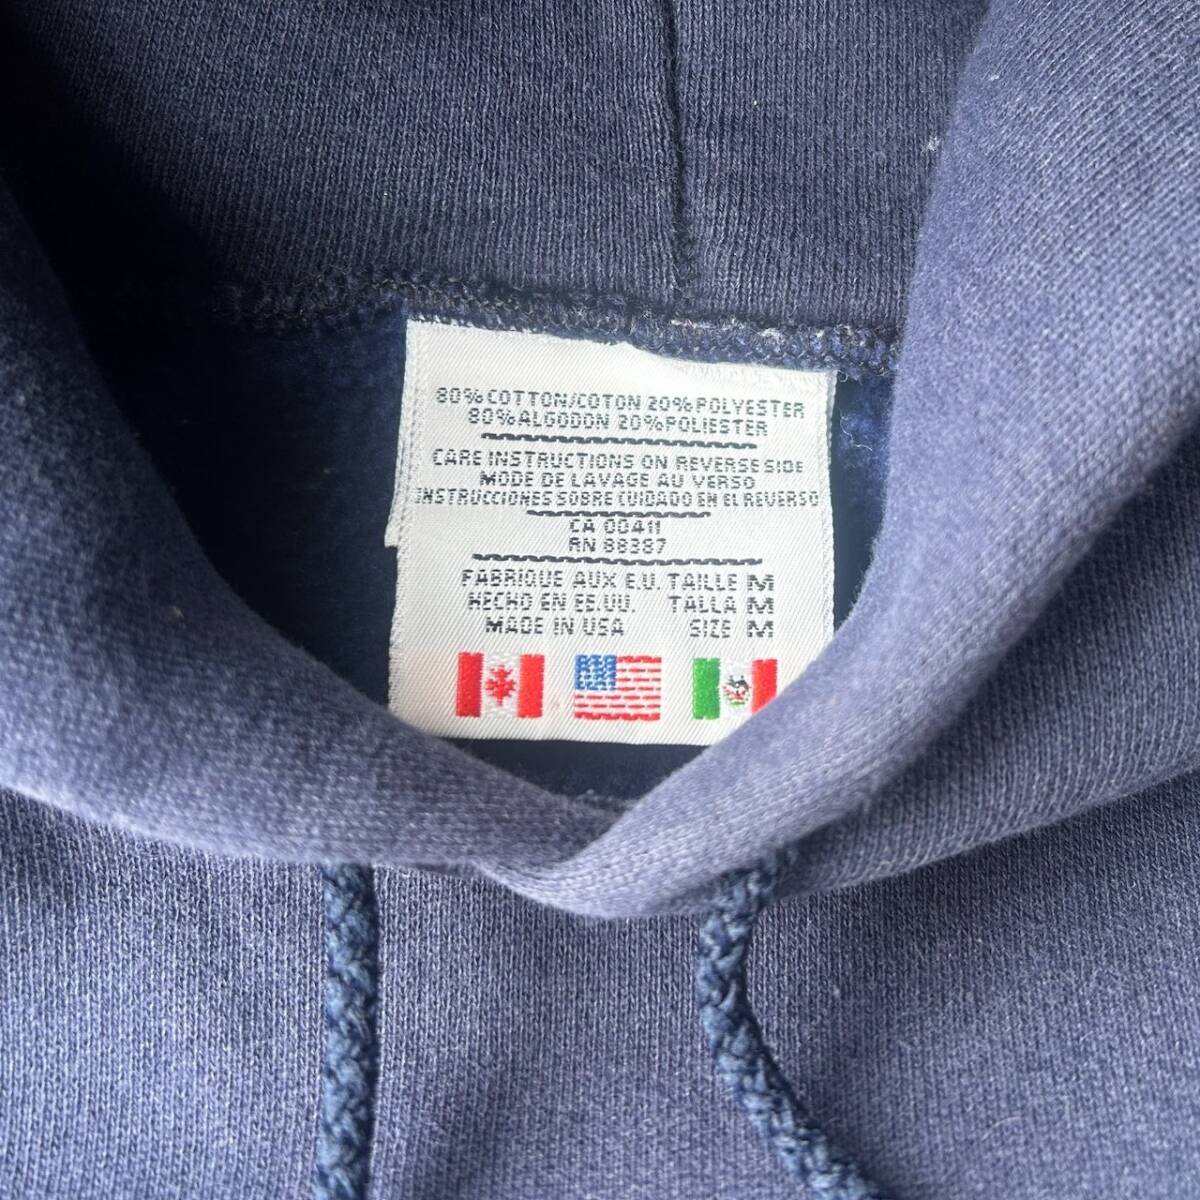 80% COTTON/COTON 20% POLYESTER
80% ALGODON 20% POLIESTER
CARE INSTRUCTIONS ON REVERSE SIDE
MODE DE LAVAGE AU VERSO
INSTRUCCIONES SOBRE CUIDADO EN EL REVERSO
CA 00411
RN 88387
FABRIQUE AUX E.U. TAILLE M
HECHO EN EE.UU. TALLA M
MADE IN USA SIZE M